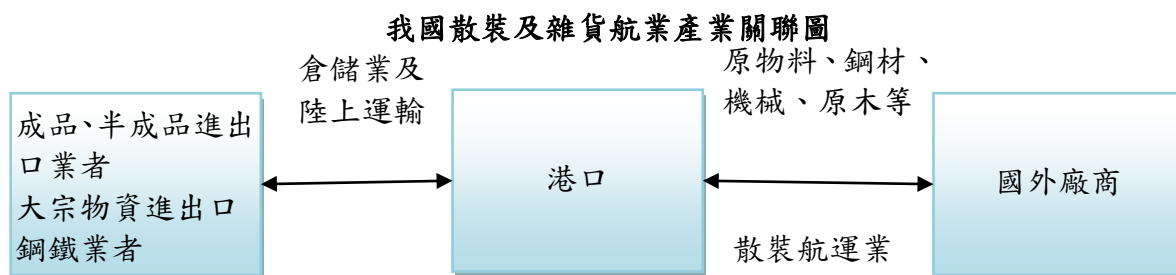 我國散裝及雜貨航業產業關聯圖
倉儲業及
陸上運輸
原物料、鋼材、
機械、原木等
成品、半成品進出
口業者
大宗物資進出口
鋼鐵業者
港口
國外廠商
散裝航運業